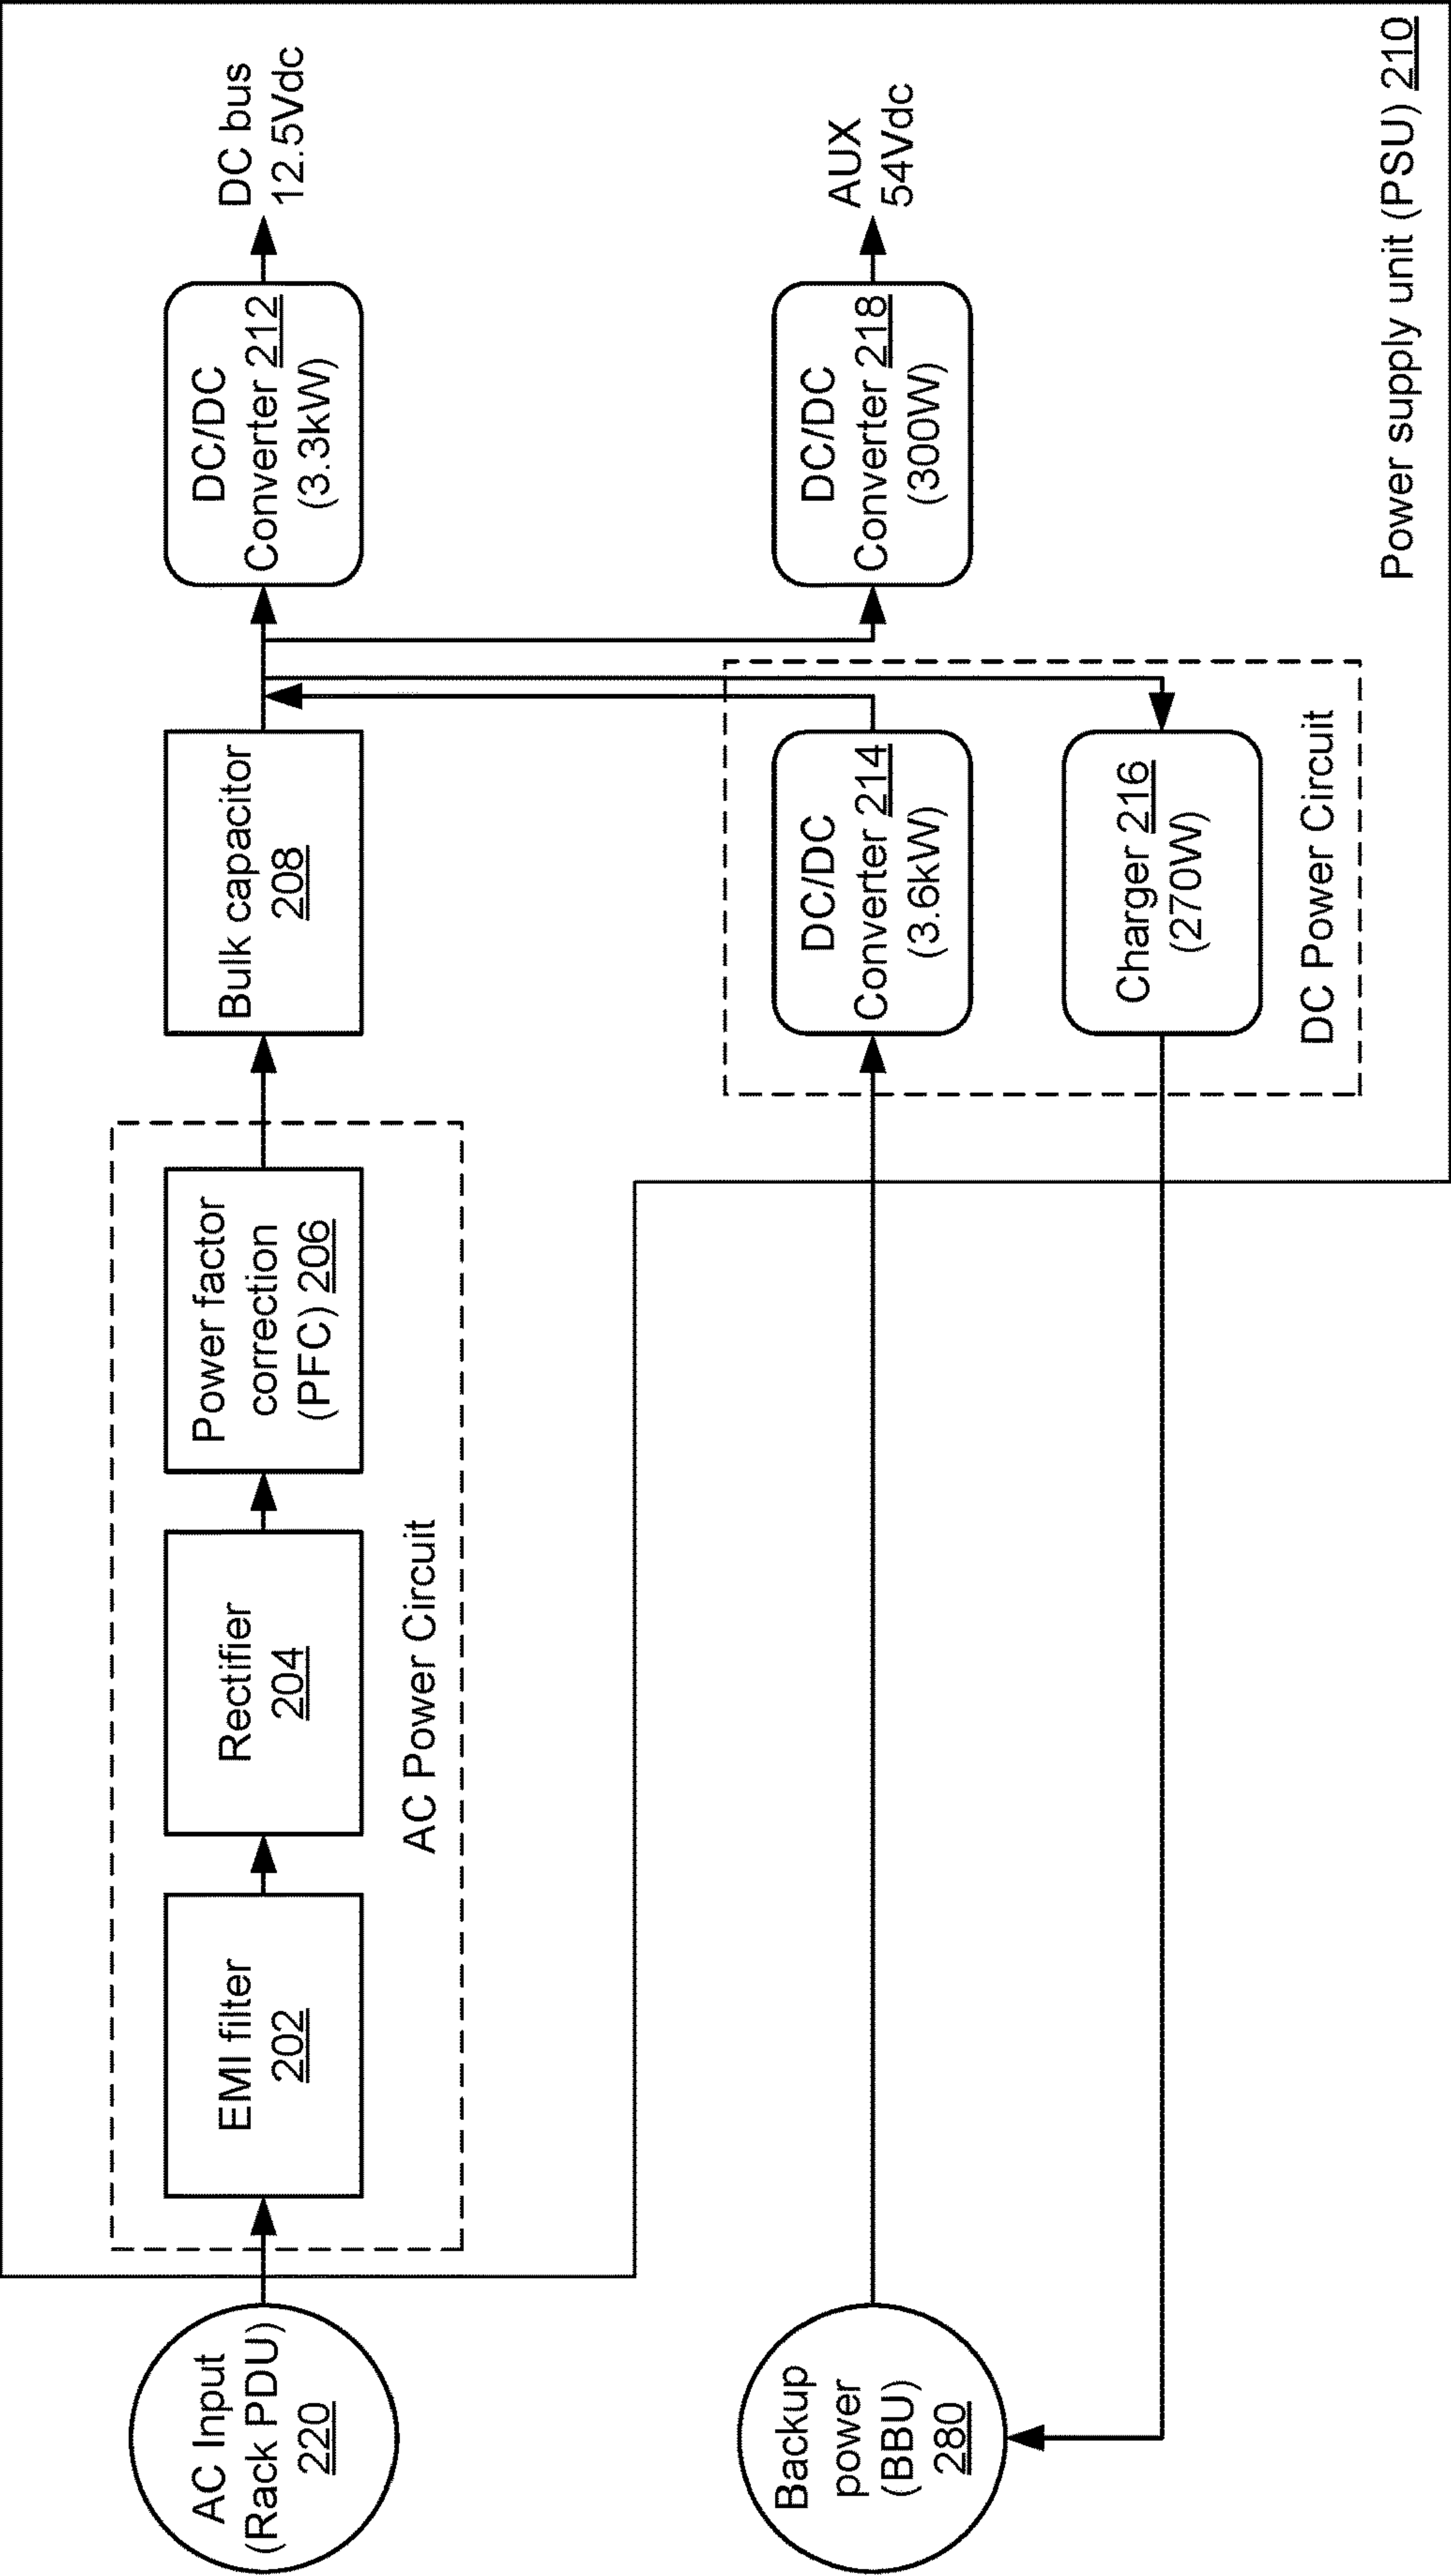 AC Input
(Rack PDU)
220
EMI filter
202
Rectifier
204
Power factor
correction
(PFC) 206
AC Power Circuit
Bulk capacitor
208
DC/DC
Converter 212
(3.3kW)
DC bus
12.5Vdc
Backup
power
(BBU)
280
DC/DC
Converter 214
(3.6kW)
Charger 216
(270W)
DC Power Circuit
DC/DC
Converter 218
(300W)
AUX
54Vdc
Power supply unit (PSU) 210